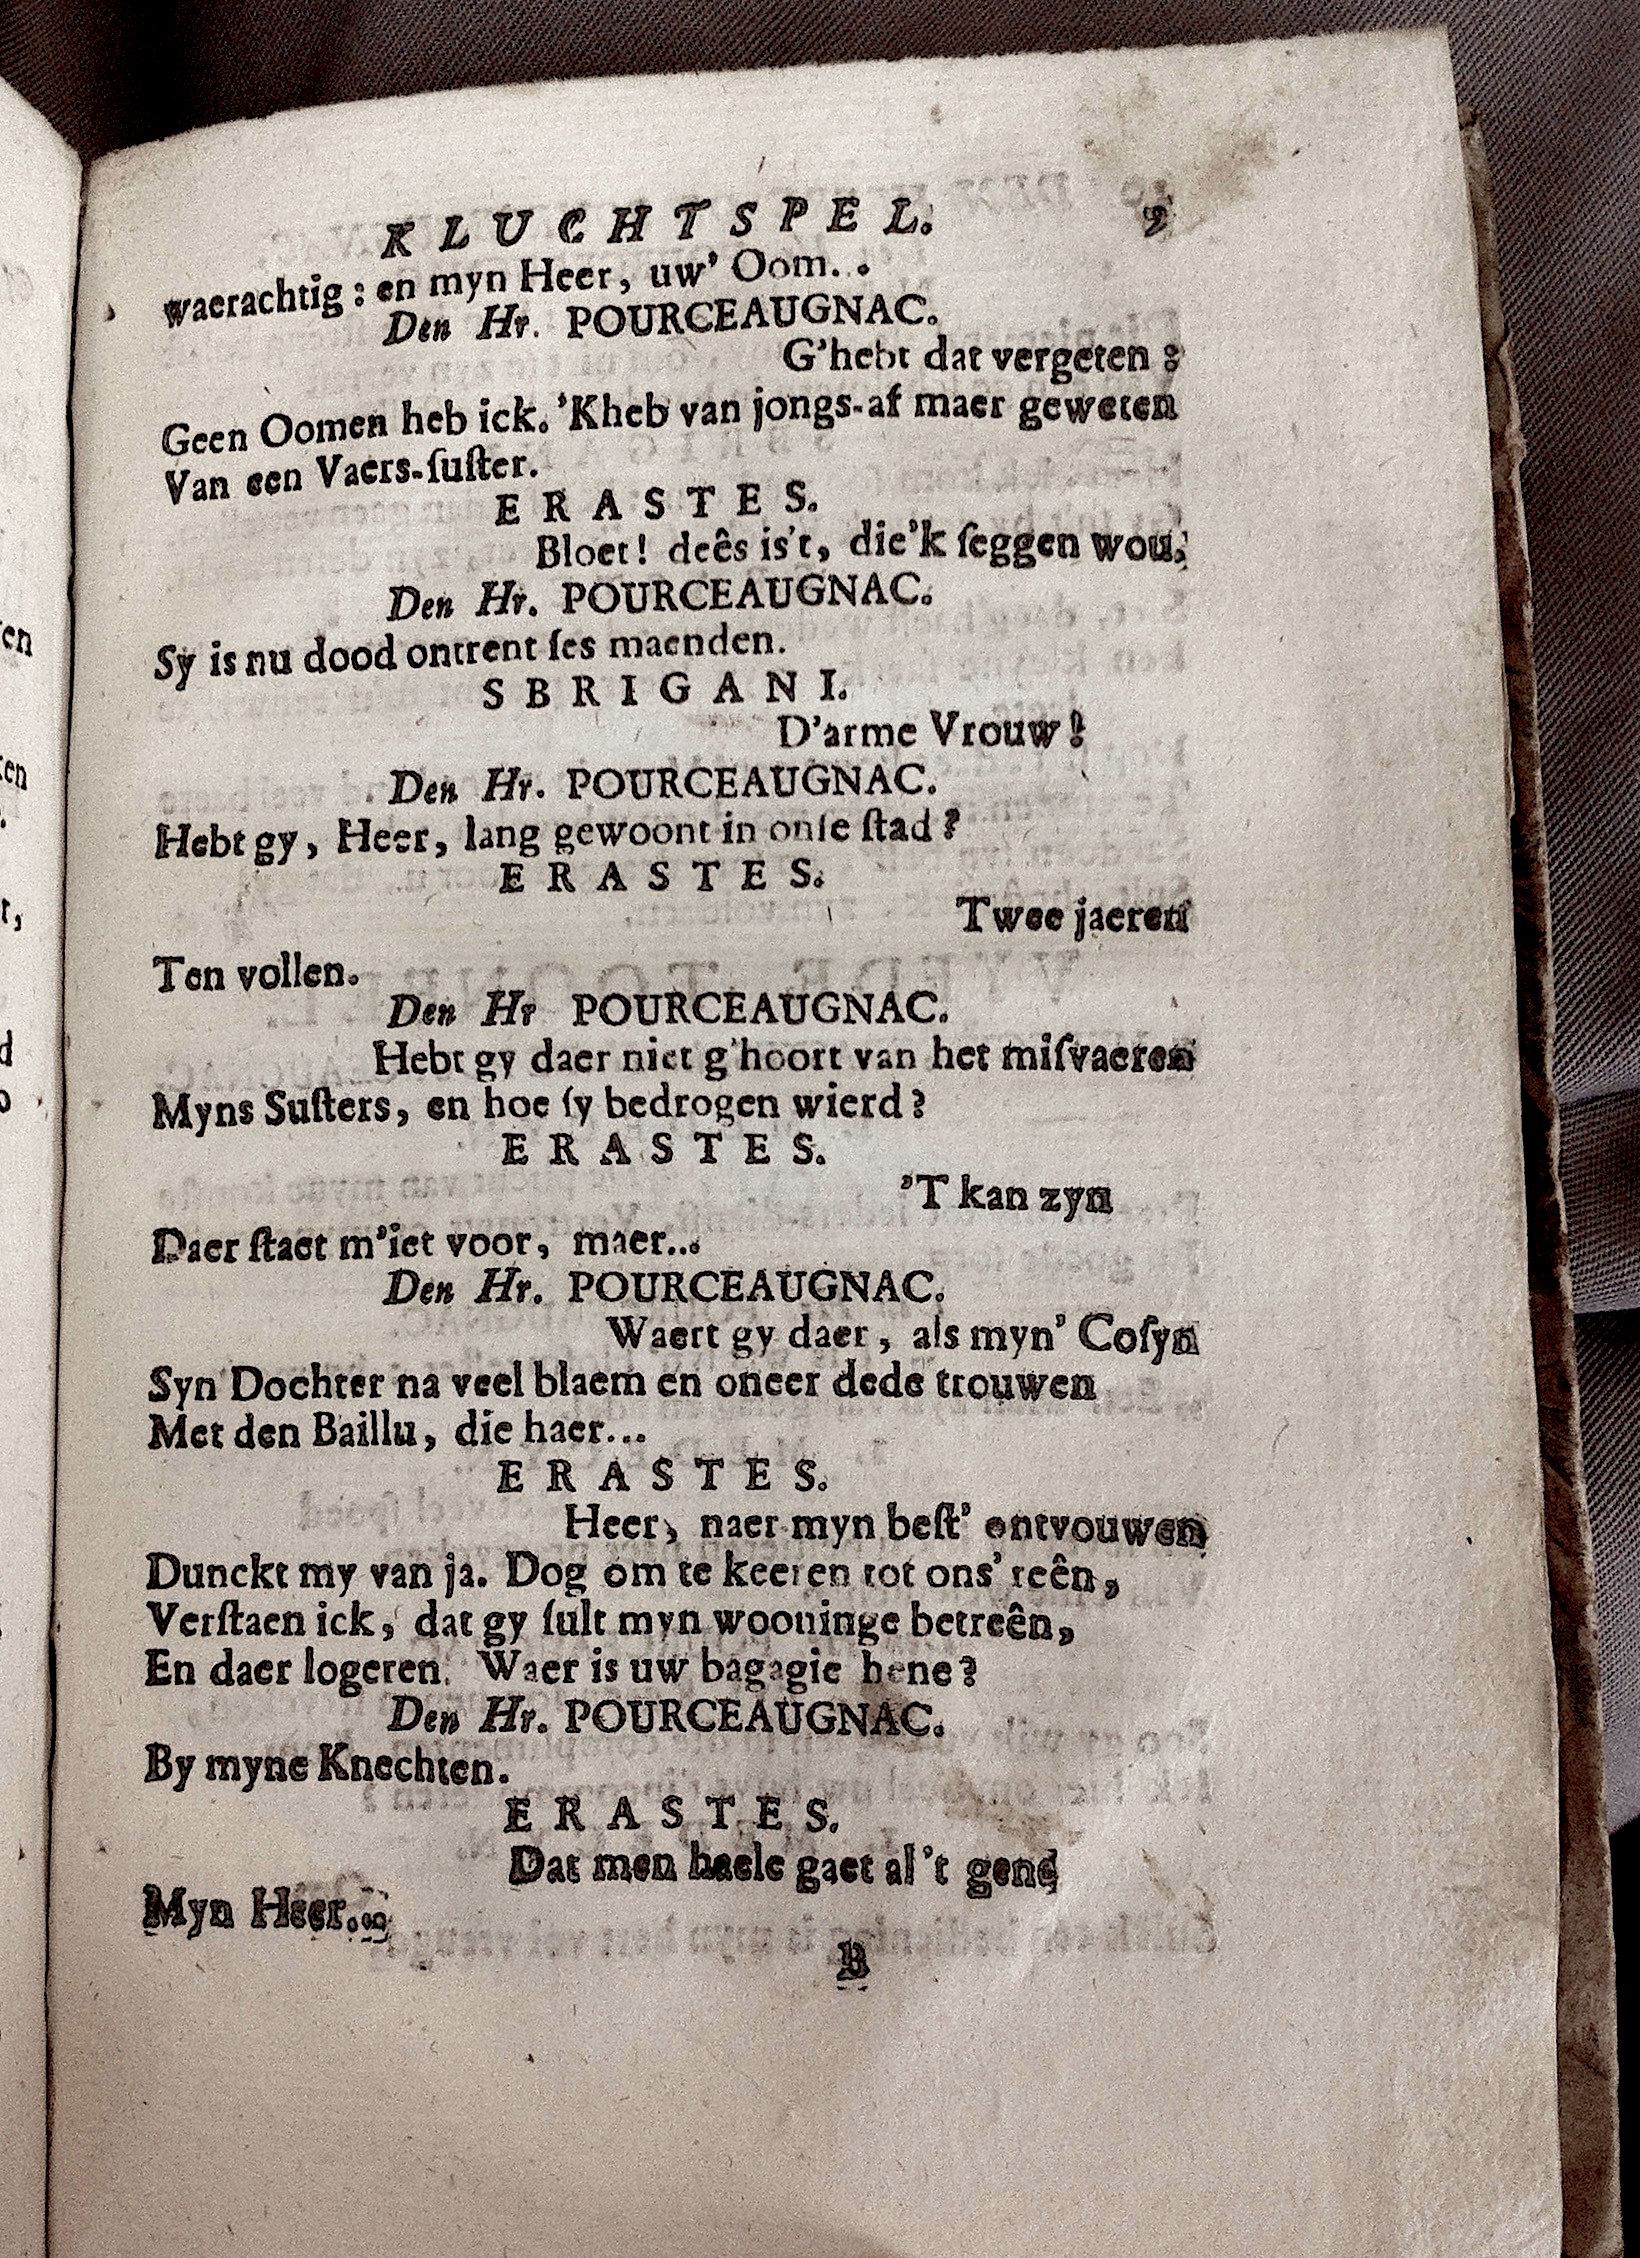 KLUCHTSPEL. 9
waerachtig : en myn Heer, uw' Oom...
Den Hr. POURCEAUGNAC.
G'hebt dat vergeten :
Geen Oomen heb ick. 'Kheb van jongs-af maer geweten
Van een Vaers-ſuſter.
ERASTES.
Bloet! deês is't, die'k ſeggen wou,
Den Hr. POURCEAUGNAC.
Sy is nu dood ontrent ſes maenden.
SBRIGANI.
D'arme Vrouw !
Den Hr. POURCEAUGNAC.
Hebt gy, Heer, lang gewoont in onſe ſtad ?
ERASTES.
Twee jaeren
Ten vollen.
Den Hr POURCEAUGNAC.
Hebt gy daer niet g'hoort van het miſvaeren
Myns Suſters, en hoe ſy bedrogen wierd ?
ERASTES.
'T kan zyn
Daer ſtaet m'iet voor, maer...
Den Hr. POURCEAUGNAC.
Waert gy daer, als myn' Coſyn
Syn Dochter na veel blaem en oneer dede trouwen
Met den Baillu, die haer...
ERASTES.
Heer, naer myn beſt' ontvouwen
Dunckt my van ja. Dog om te keeren tot ons' reên,
Verſtaen ick, dat gy ſult myn wooninge betreên,
En daer logeren. Waer is uw bagagie hene ?
Den Hr. POURCEAUGNAC.
By myne Knechten.
ERASTES.
Dat men haele gaet al 't gene
Myn Heer...
B